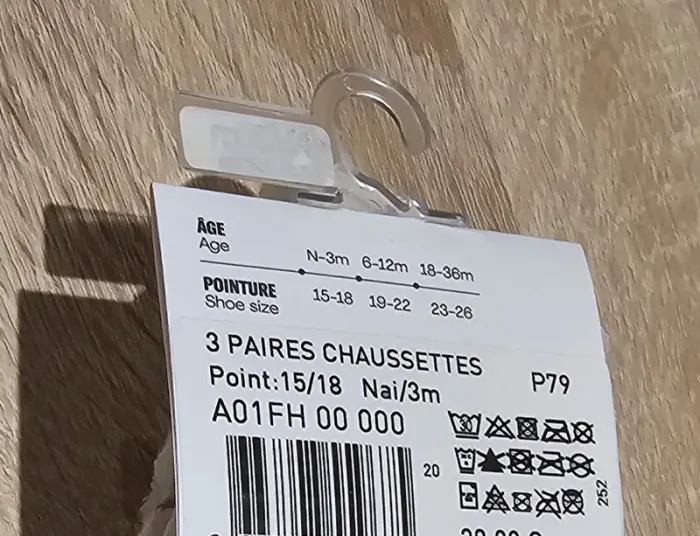 ÂGE
Age
N-3m 6-12m 18-36m
POINTURE
Shoe size
15-18 19-22 23-26
3 PAIRES CHAUSSETTES
P79
Point:15/18 Nai/3m
A01FH 00 000
20
252